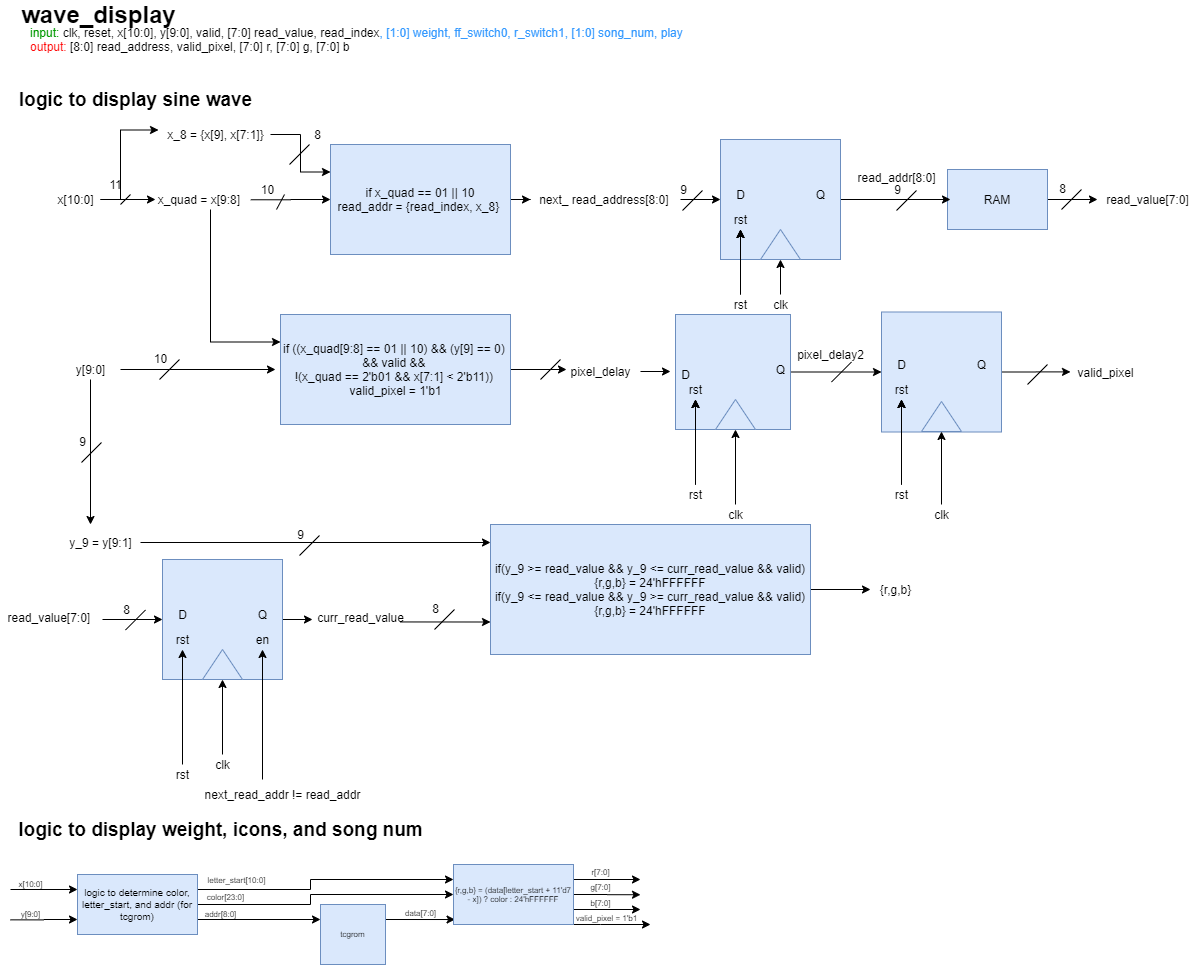 wave_display
input: clk, reset, x[10:0], y[9:0], valid, [7:0] read_value, read_index, [1:0] weight, ff_switch0, r_switch1, [1:0] song_num, play
output: [8:0] read_address, valid_pixel, [7:0] r, [7:0] g, [7:0] b
logic to display sine wave
x_8 = {x[9], x[7:1]}
8
x[10:0]
11
x_quad = x[9:8]
10
if x_quad == 01 || 10
read_addr = {read_index, x_8}
next_ read_address[8:0]
9
D
Q
rst
rst
clk
read_addr[8:0]
9
RAM
8
read_value[7:0]
y[9:0]
10
if ((x_quad[9:8] == 01 || 10) && (y[9] == 0)
&& valid &&
!(x_quad == 2'b01 && x[7:1] < 2'b11))
valid_pixel = 1'b1
pixel_delay
D
Q
rst
rst
clk
pixel_delay2
D
Q
rst
rst
clk
valid_pixel
9
y_9 = y[9:1]
9
if(y_9 >= read_value && y_9 <= curr_read_value && valid)
{r,g,b} = 24'hFFFFFF
if(y_9 <= read_value && y_9 >= curr_read_value && valid)
{r,g,b} = 24'hFFFFFF
{r,g,b}
read_value[7:0]
8
D
Q
rst
en
curr_read_value
8
rst
clk
next_read_addr != read_addr
logic to display weight, icons, and song num
x[10:0]
y[9:0]
logic to determine color,
letter_start, and addr (for
tcgrom)
letter_start[10:0]
color[23:0]
addr[8:0]
tcgrom
data[7:0]
{r,g,b} = (data[letter_start + 11'd7
- x]) ? color : 24'hFFFFFF
r[7:0]
g[7:0]
b[7:0]
valid_pixel = 1'b1